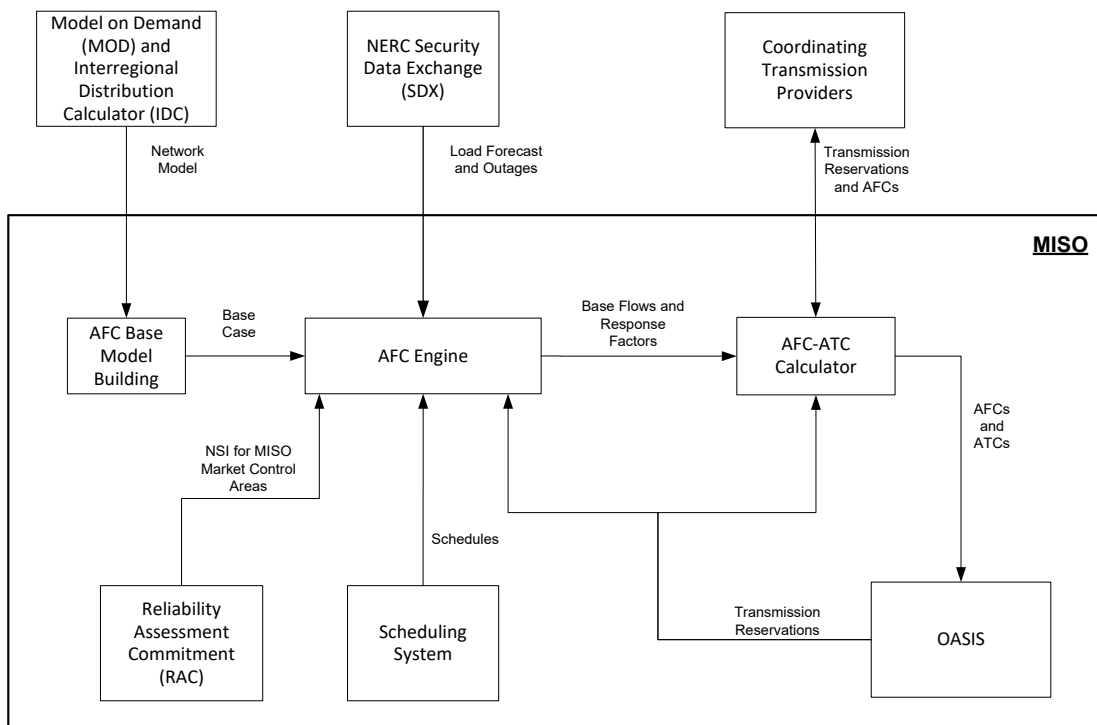 Model on Demand
(MOD) and
Interregional
Distribution
Calculator (IDC)
NERC Security
Data Exchange
(SDX)
Coordinating
Transmission
Providers
Network
Model
Load Forecast
and Outages
Transmission
Reservations
and AFCs
MISO
AFC Base
Model
Building
Base
Case
AFC Engine
Base Flows and
Response
Factors
AFC-ATC
Calculator
AFCs
and
ATCs
NSI for MISO
Market Control
Areas
Schedules
Reliability
Assessment
Commitment
(RAC)
Scheduling
System
Transmission
Reservations
OASIS